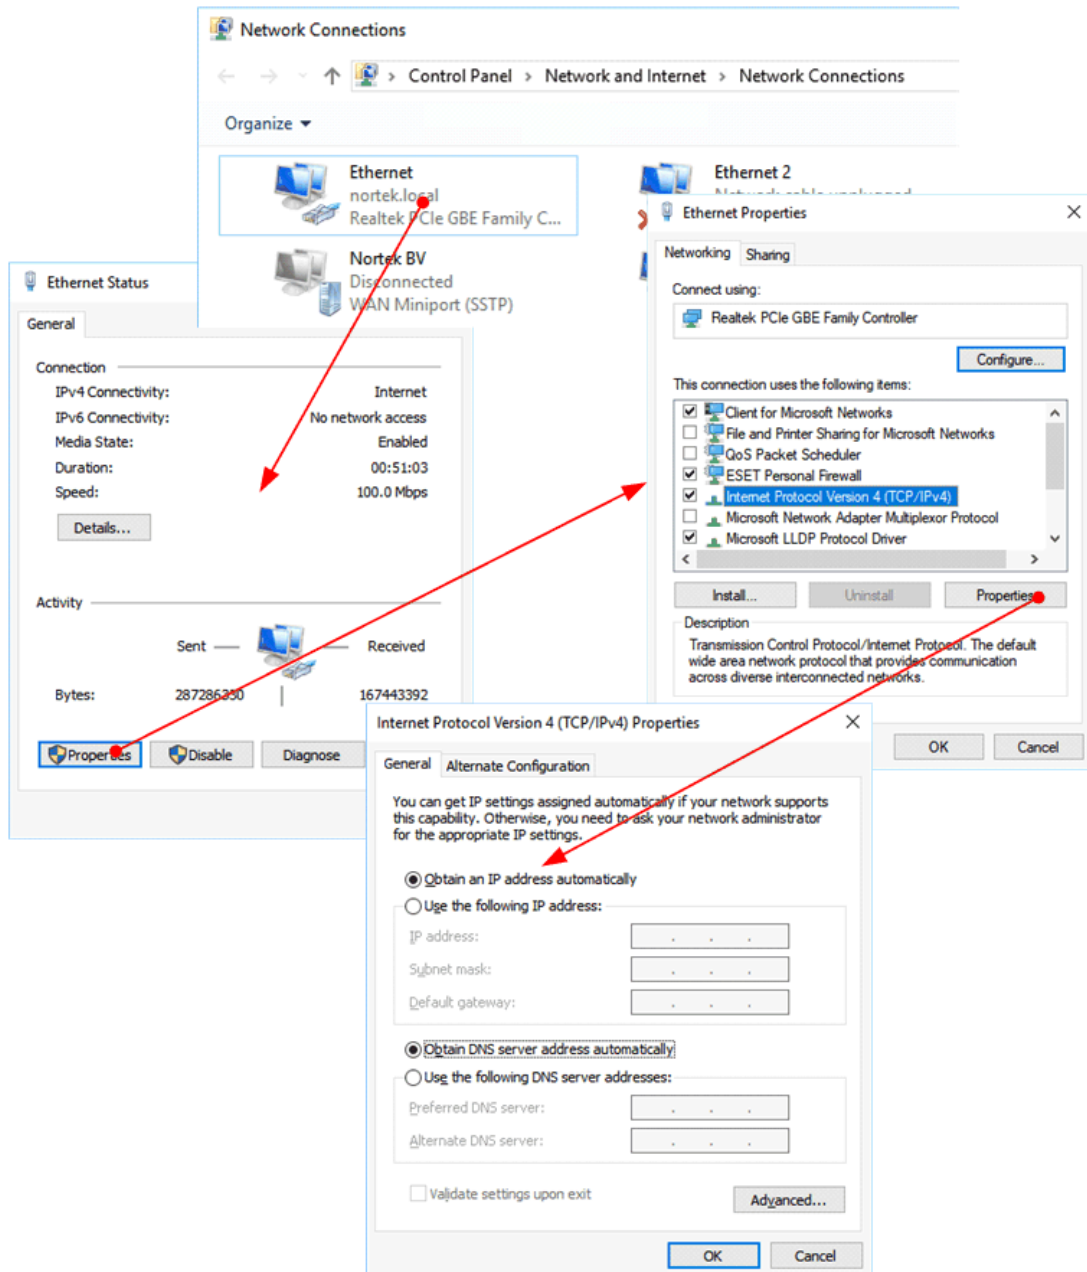 Network Connections
Control Panel > Network and Internet > Network Connections
Organize
Ethernet
nortek.local
Realtek PCIe GBE Family C...
Ethernet 2
Network cable unplugged
Nortek BV
Disconnected
WAN Miniport (SSTP)
Ethernet Status
General
Connection
IPv4 Connectivity: Internet
IPv6 Connectivity: No network access
Media State: Enabled
Duration: 00:51:03
Speed: 100.0 Mbps
Details...
Activity
Sent Received
Bytes: 287286330 167443392
Properties Disable Diagnose
Ethernet Properties
Networking Sharing
Connect using:
Realtek PCIe GBE Family Controller
Configure...
This connection uses the following items:
Client for Microsoft Networks
File and Printer Sharing for Microsoft Networks
QoS Packet Scheduler
ESET Personal Firewall
Internet Protocol Version 4 (TCP/IPv4)
Microsoft Network Adapter Multiplexor Protocol
Microsoft LLDP Protocol Driver
Install... Uninstall Properties
Description
Transmission Control Protocol/Internet Protocol. The default
wide area network protocol that provides communication
across diverse interconnected networks.
OK Cancel
Internet Protocol Version 4 (TCP/IPv4) Properties
General Alternate Configuration
You can get IP settings assigned automatically if your network supports
this capability. Otherwise, you need to ask your network administrator
for the appropriate IP settings.
Obtain an IP address automatically
Use the following IP address:
IP address:
Subnet mask:
Default gateway:
Obtain DNS server address automatically
Use the following DNS server addresses:
Preferred DNS server:
Alternate DNS server:
Validate settings upon exit
Advanced...
OK Cancel